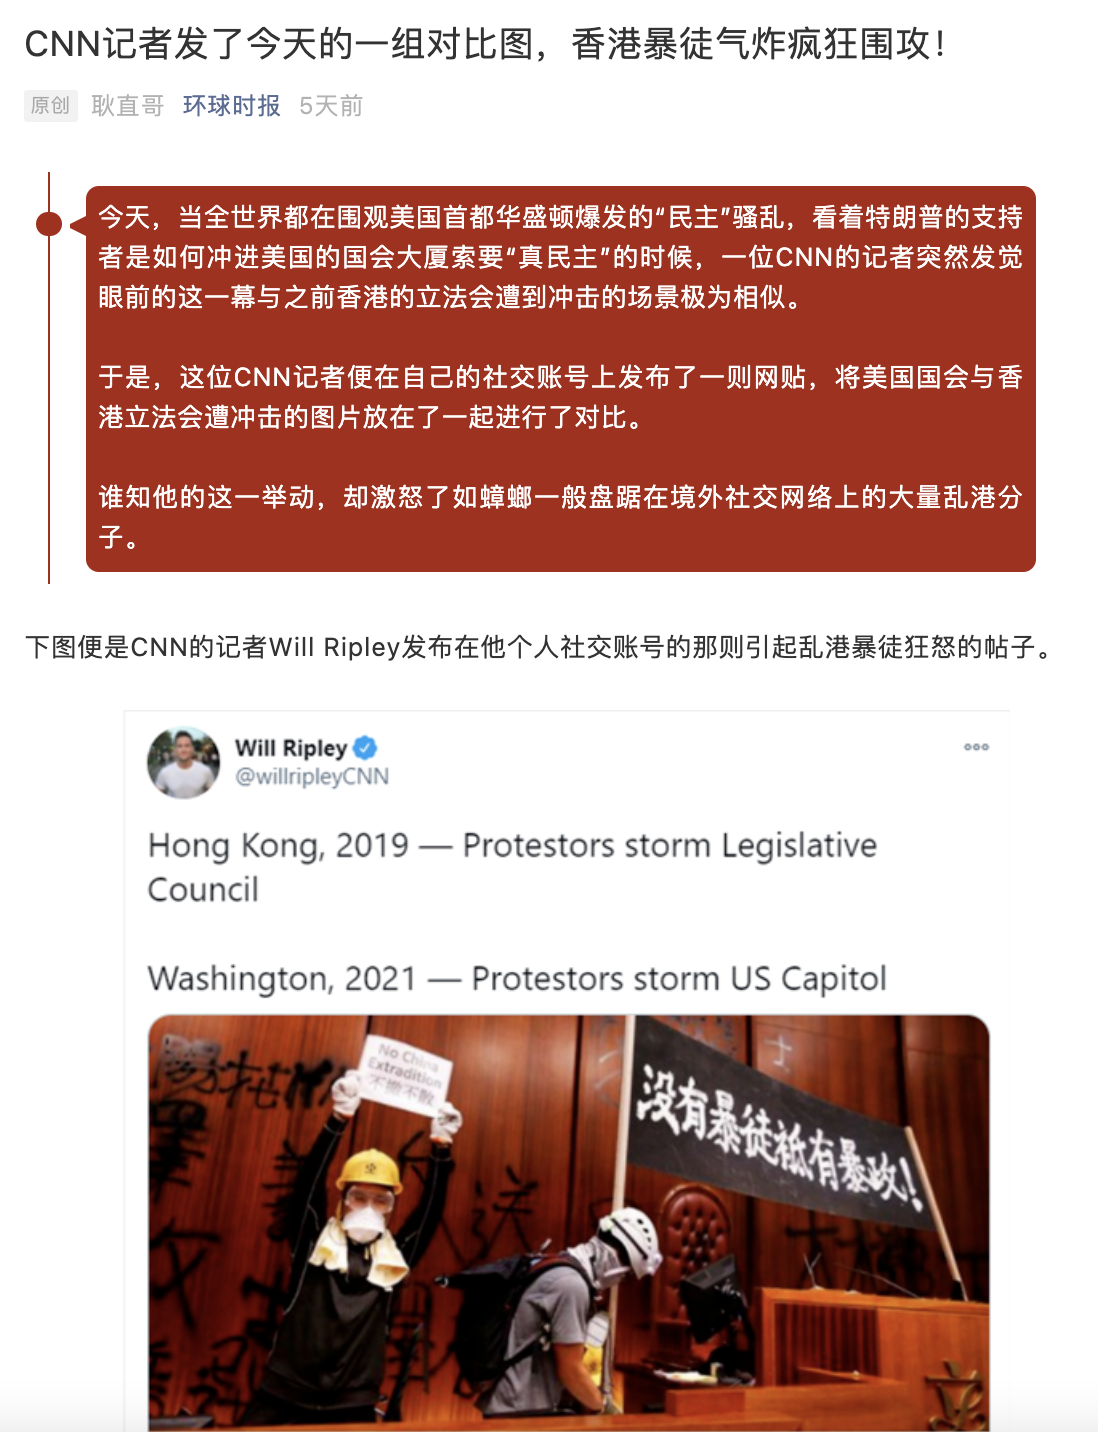 CNN记者发了今天的一组对比图，香港暴徒气炸疯狂围攻！
原创 耿直哥 环球时报 5天前
今天，当全世界都在围观美国首都华盛顿爆发的“民主”骚乱，看着特朗普的支持
者是如何冲进美国的国会大厦索要“真民主”的时候，一位CNN的记者突然发觉
眼前的这一幕与之前香港的立法会遭到冲击的场景极为相似。
于是，这位CNN记者便在自己的社交账号上发布了一则网贴，将美国国会与香
港立法会遭冲击的图片放在了一起进行了对比。
谁知他的这一举动，却激怒了如蟑螂一般盘踞在境外社交网络上的大量乱港分
子。
下图便是CNN的记者Will Ripley发布在他个人社交账号的那则引起乱港暴徒狂怒的帖子。
Will Ripley
@willripleyCNN
Hong Kong, 2019 — Protestors storm Legislative
Council
Washington, 2021 — Protestors storm US Capitol
No China
Extradition
不撤不散
没有暴徒祗有暴政！
送
立